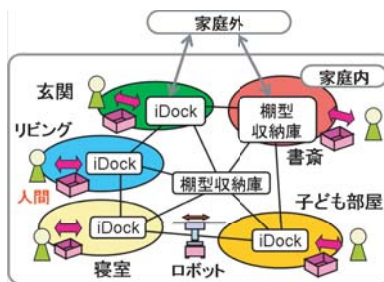 家庭外
家庭内
玄関
iDock
棚型
収納庫
書斎
リビング
iDock
人間
棚型収納庫
子ども部屋
iDock
寝室
ロボット
iDock